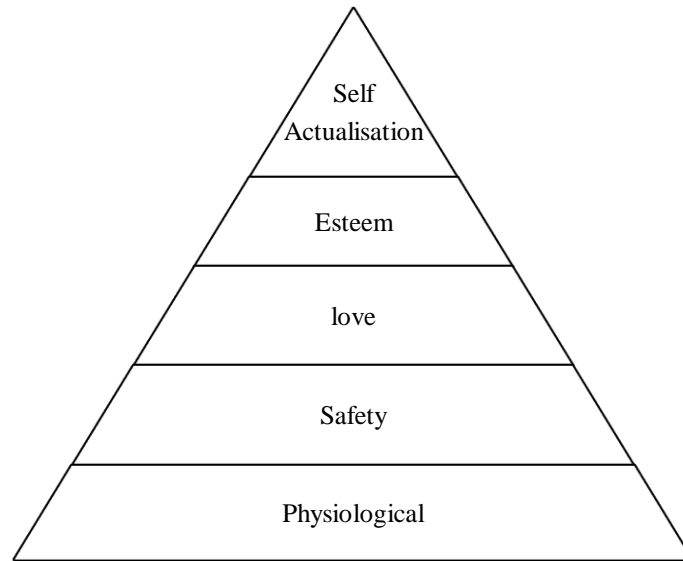 Self
Actualisation
Esteem
love
Safety
Physiological